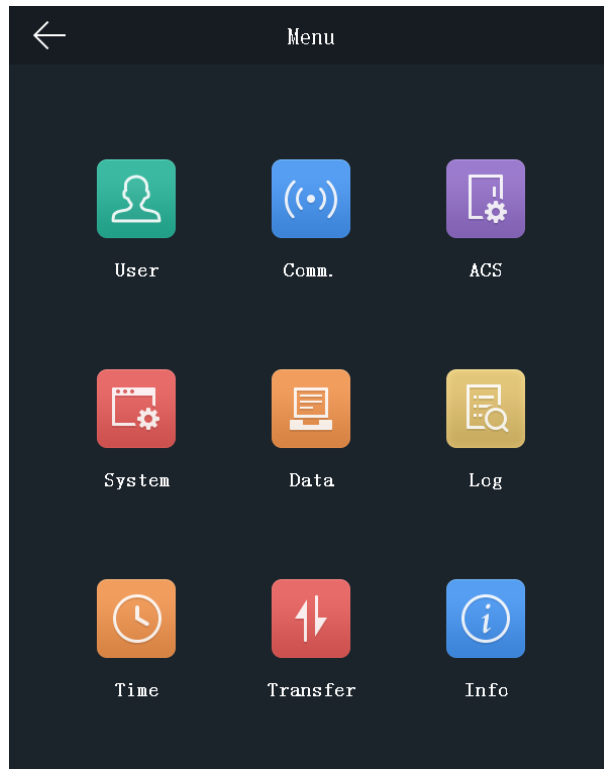 Menu
User Comm. ACS
System Data Log
Time Transfer Info